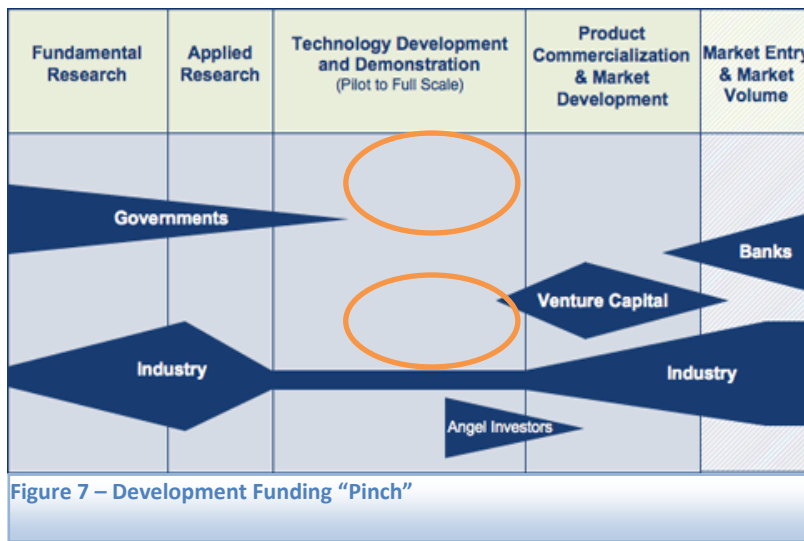 Fundamental
Research
Applied
Research
Technology Development
and Demonstration
(Pilot to Full Scale)
Product
Commercialization
& Market
Development
Market Entry
& Market
Volume
Governments
Banks
Venture Capital
Industry
Industry
Angel Investors
Figure 7 – Development Funding “Pinch”